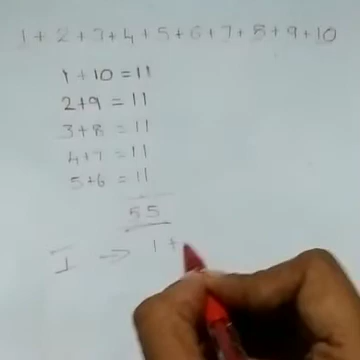 1 + 2 + 3 + 4 + 5 + 6 + 7 + 8 + 9 + 10
1 + 10 = 11
2 + 9 = 11
3 + 8 = 11
4 + 7 = 11
5 + 6 = 11
55
I → 1 +